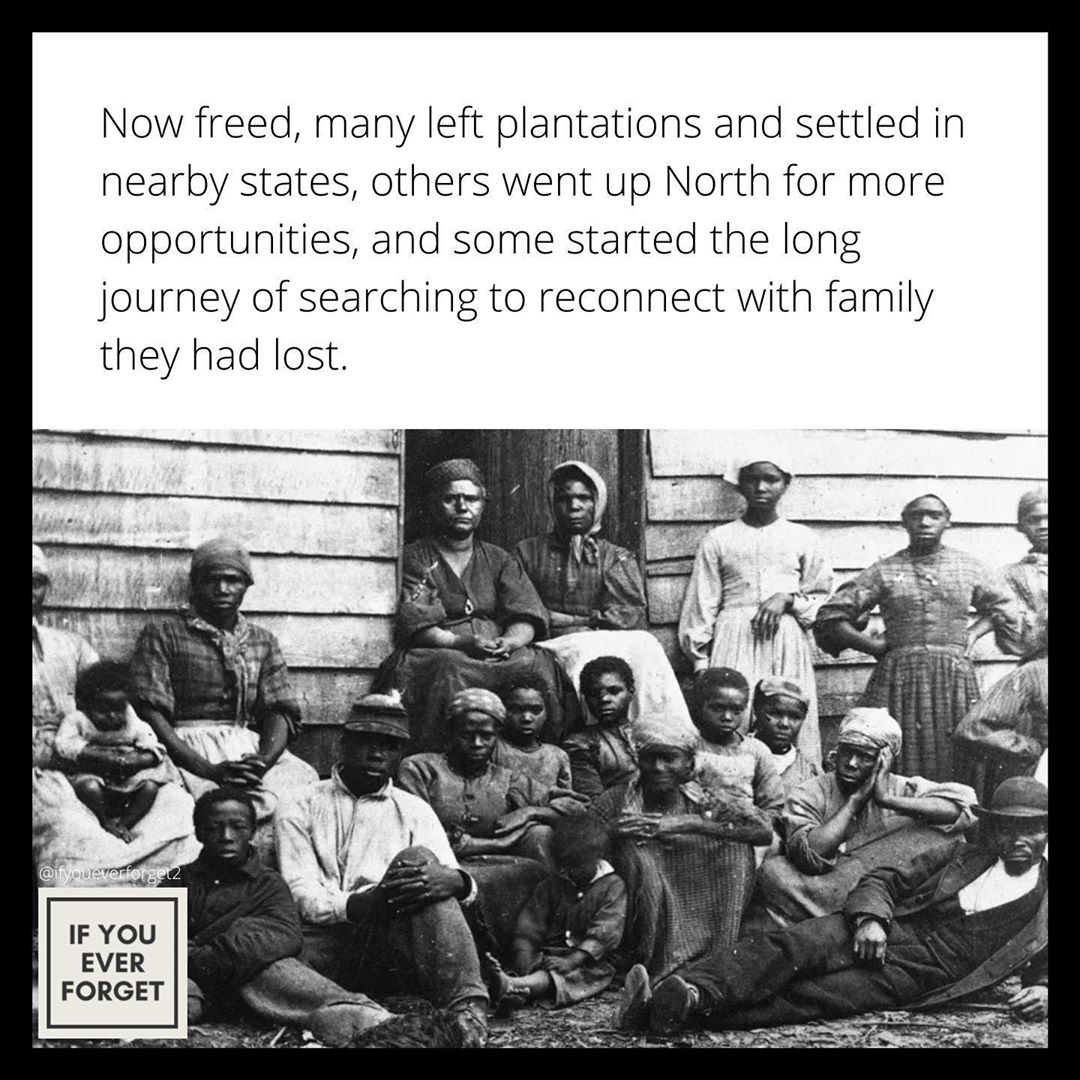 Now freed, many left plantations and settled in
nearby states, others went up North for more
opportunities, and some started the long
journey of searching to reconnect with family
they had lost.
@ifyoueverforget2
IF YOU
EVER
FORGET